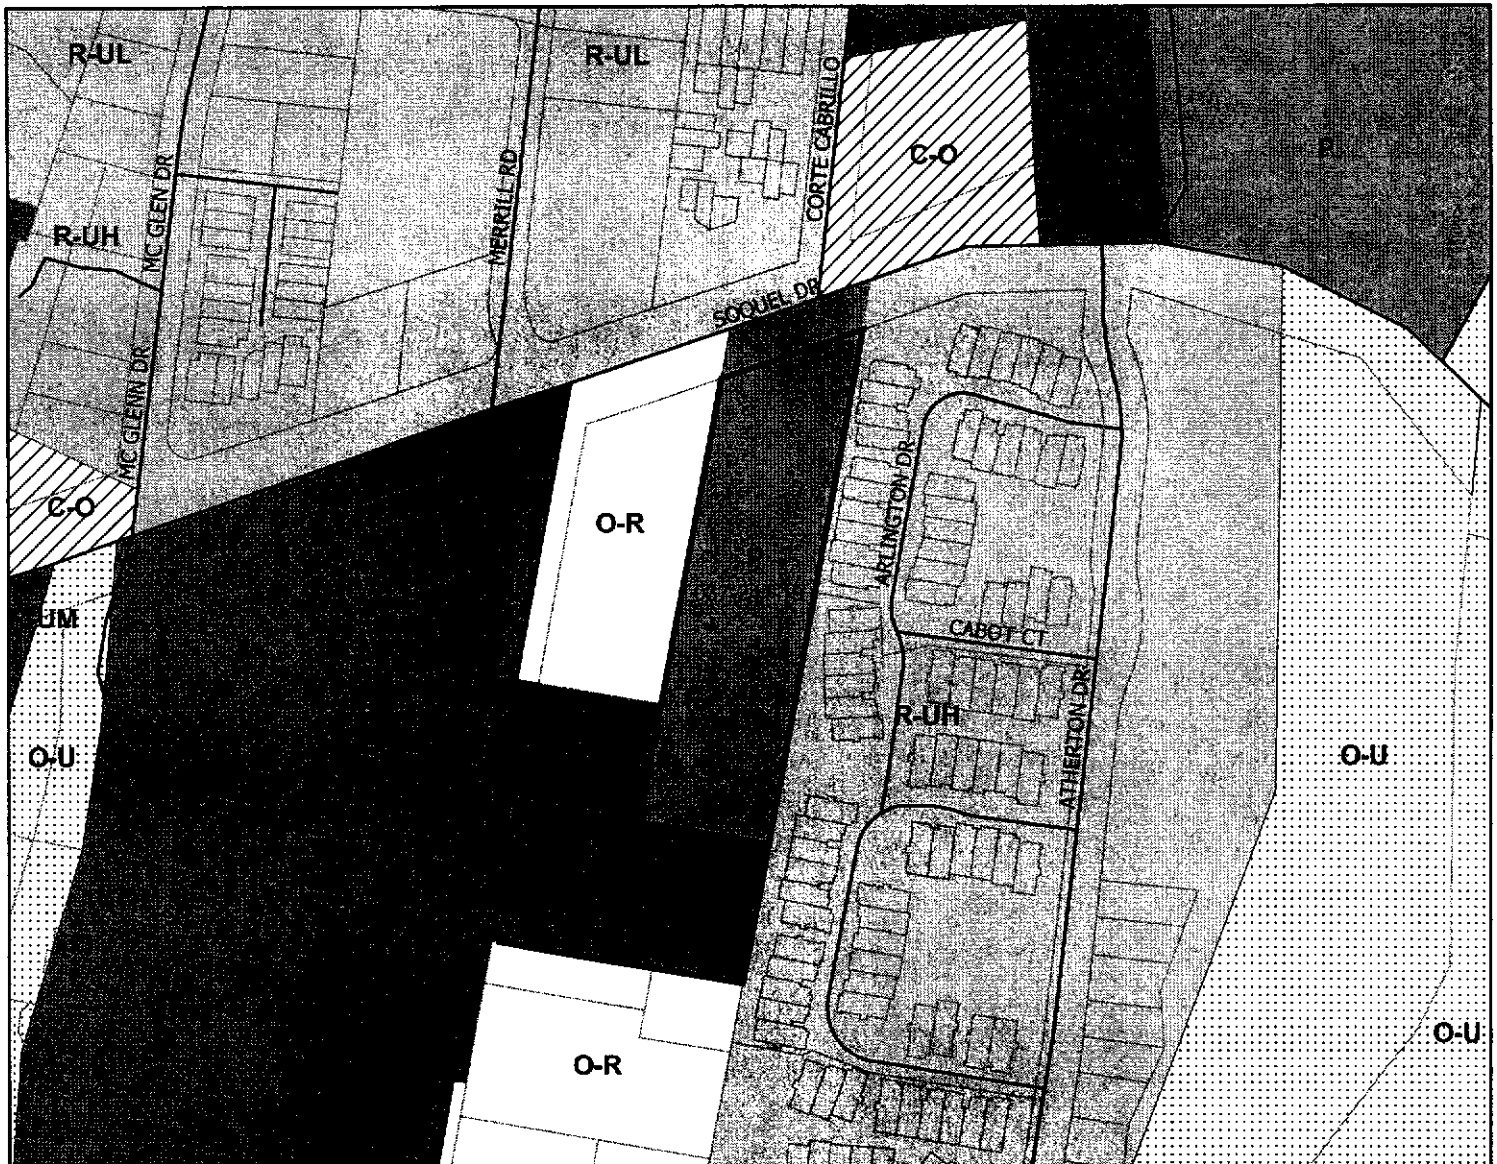 R-UL
R-UL
CORTE CABRILLO
C-O
P
MC GLEN DR
MERRILL RD
R-UH
SOQUEL DR
MC GLENN DR
C-O
O-R
ARLINGTON DR
UM
CABOT CT
R-UH
ATHERTON DR
O-U
O-U
O-U
O-R